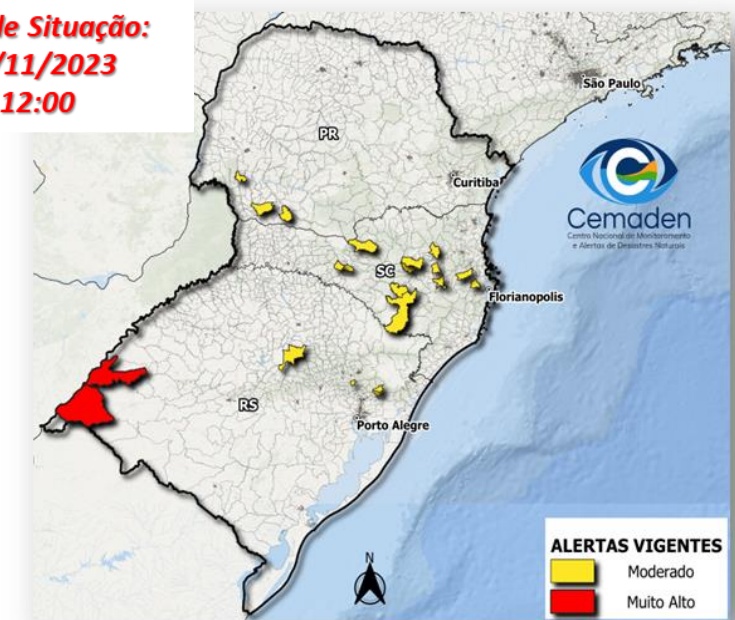 de Situação:
/11/2023
12:00
São Paulo
PR
Curitiba
Cemaden
Centro Nacional de Monitoramento
e Alertas de Desastres Naturais
SC
Florianopolis
RS
Porto Alegre
N
ALERTAS VIGENTES
Moderado
Muito Alto